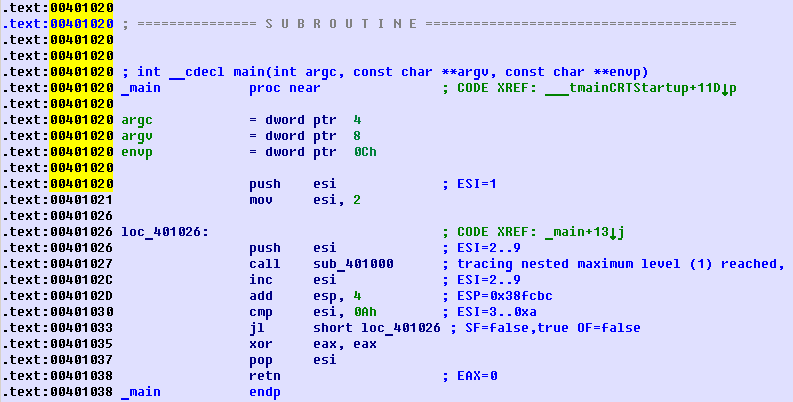 .text:00401020
.text:00401020 ; =============== S U B R O U T I N E =======================================
.text:00401020
.text:00401020
.text:00401020 ; int __cdecl main(int argc, const char **argv, const char **envp)
.text:00401020 _main proc near ; CODE XREF: ___tmainCRTStartup+11D↓p
.text:00401020
.text:00401020 argc = dword ptr 4
.text:00401020 argv = dword ptr 8
.text:00401020 envp = dword ptr 0Ch
.text:00401020
.text:00401020 push esi ; ESI=1
.text:00401021 mov esi, 2
.text:00401026
.text:00401026 loc_401026: ; CODE XREF: _main+13↓j
.text:00401026 push esi ; ESI=2..9
.text:00401027 call sub_401000 ; tracing nested maximum level (1) reached,
.text:0040102C inc esi ; ESI=2..9
.text:0040102D add esp, 4 ; ESP=0x38fcbc
.text:00401030 cmp esi, 0Ah ; ESI=3..0xa
.text:00401033 jl short loc_401026 ; SF=false,true OF=false
.text:00401035 xor eax, eax
.text:00401037 pop esi
.text:00401038 retn ; EAX=0
.text:00401038 _main endp